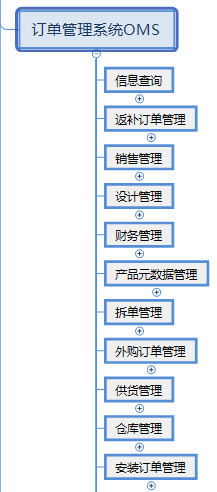 订单管理系统OMS
信息查询
返补订单管理
销售管理
设计管理
财务管理
产品元数据管理
拆单管理
外购订单管理
供货管理
仓库管理
安装订单管理